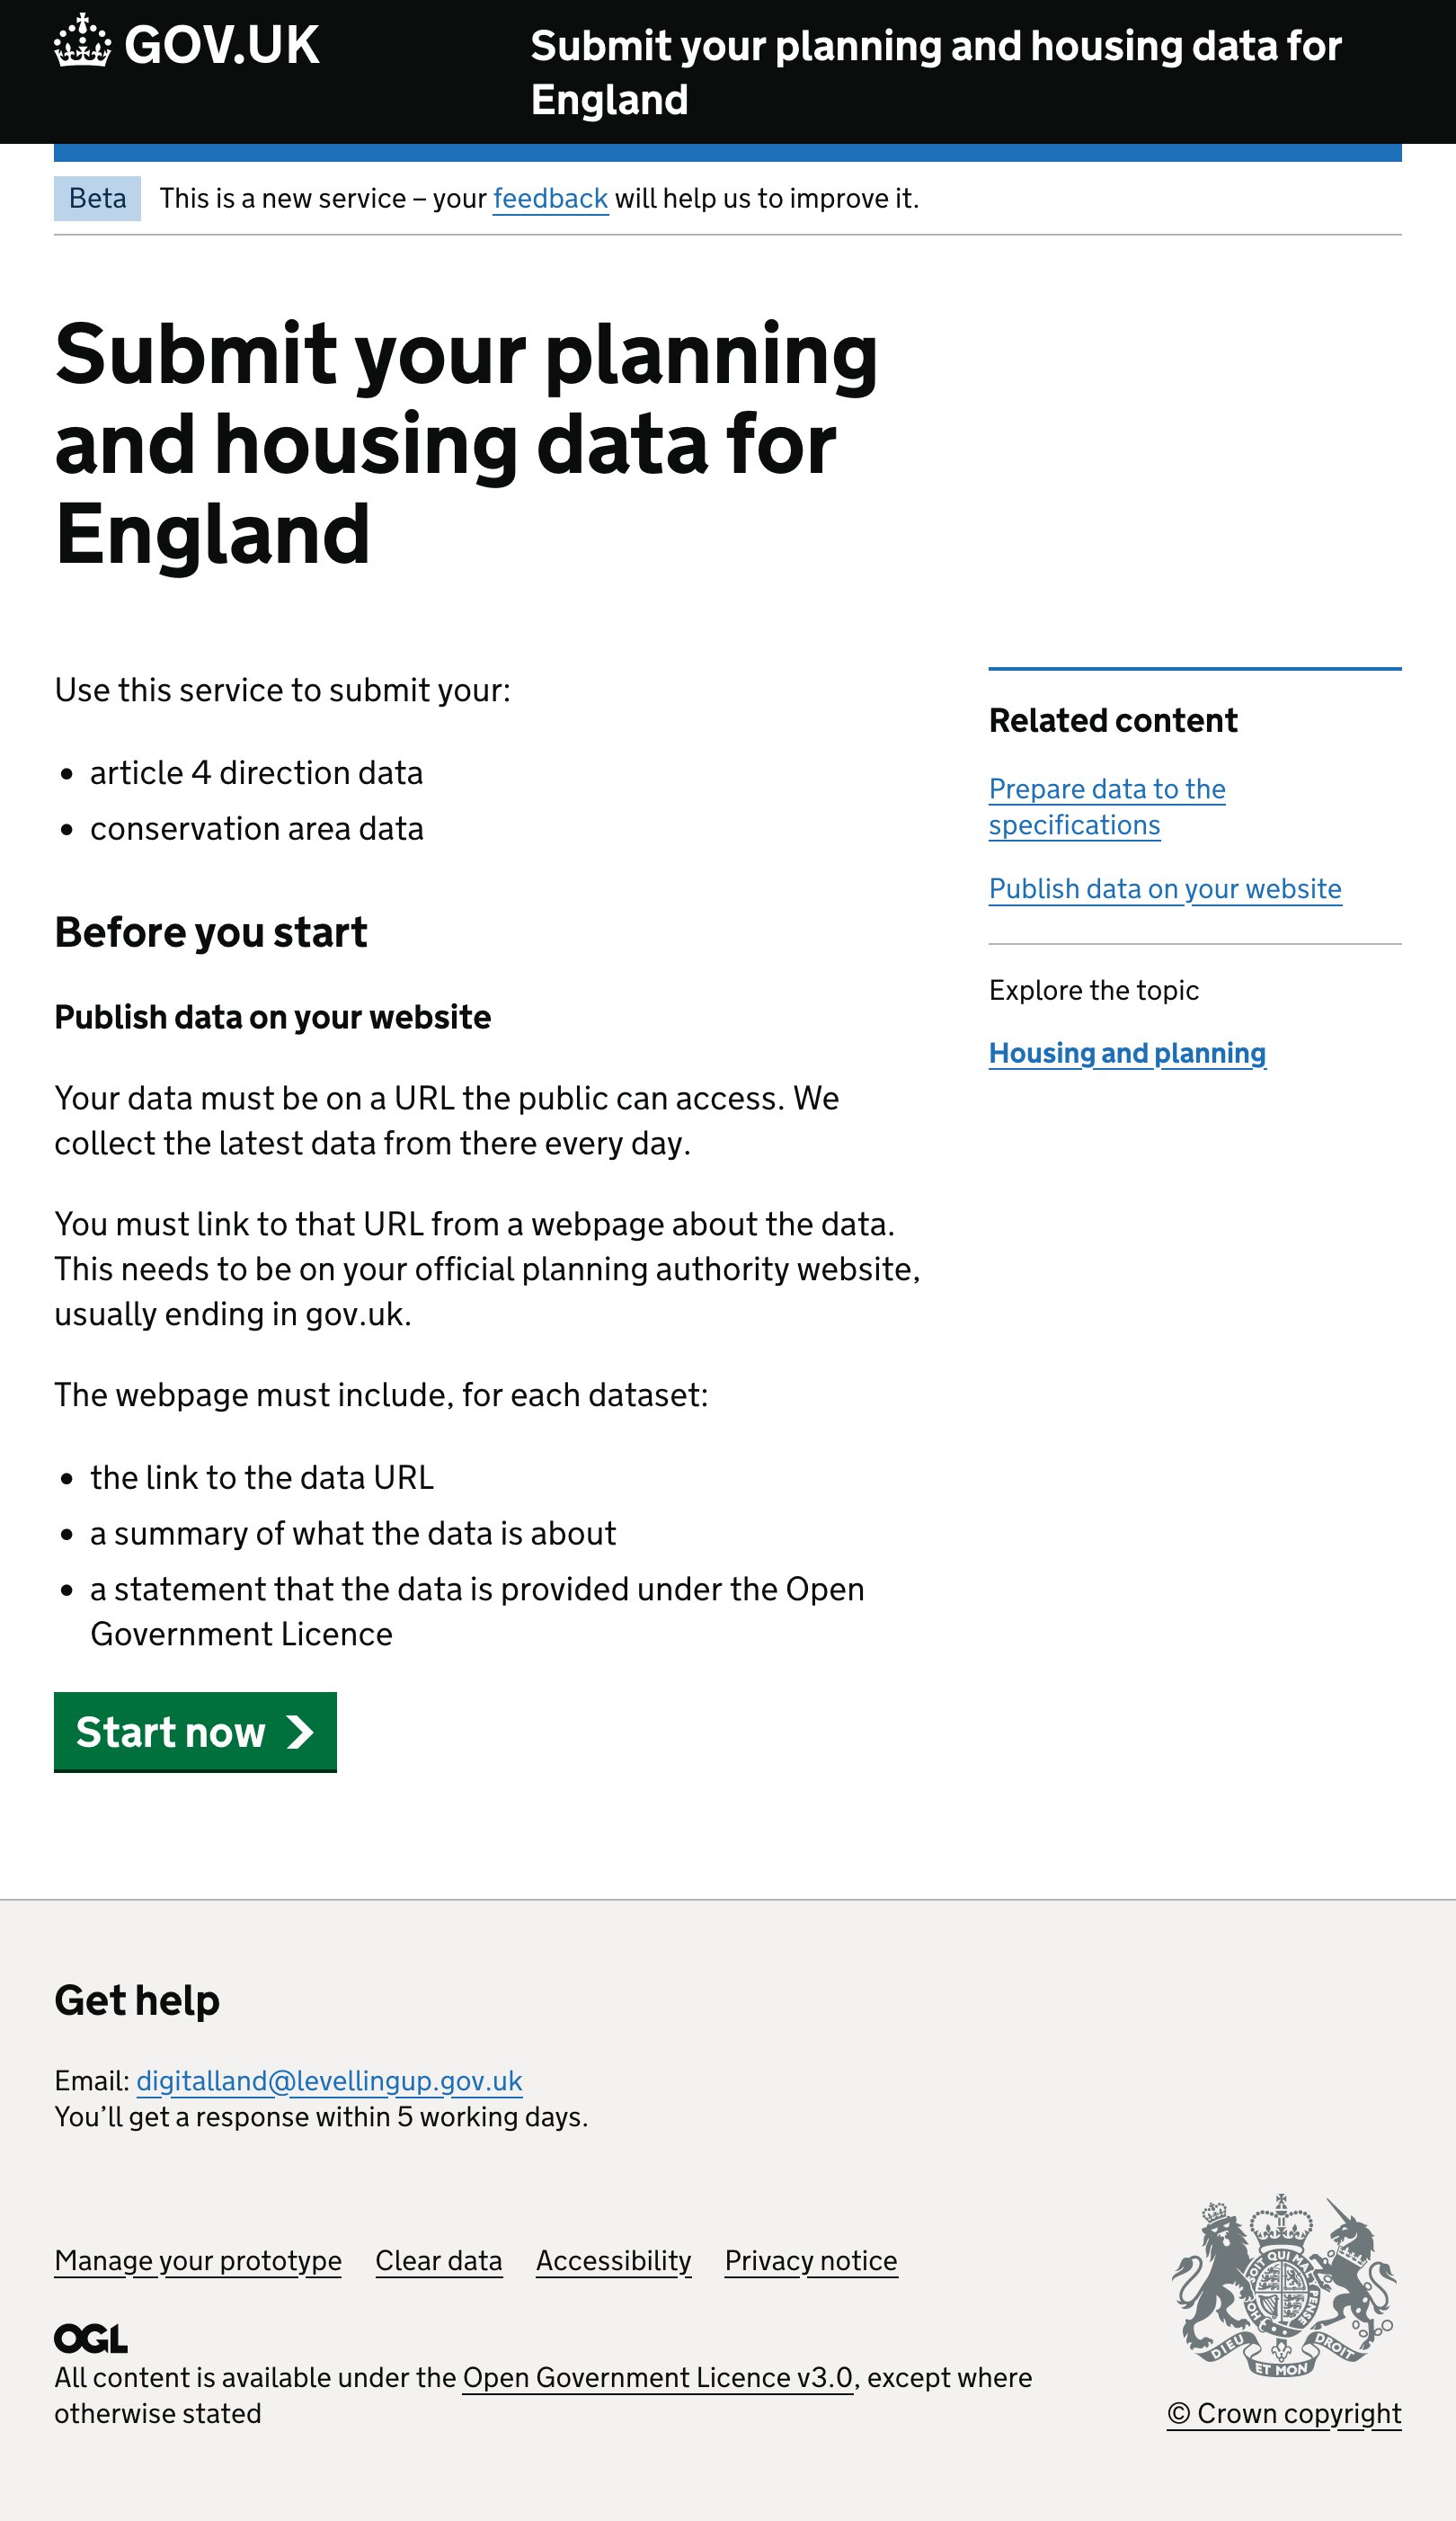 GOV.UK
Submit your planning and housing data for
England
Beta
This is a new service – your feedback will help us to improve it.
Submit your planning
and housing data for
England
Use this service to submit your:
• article 4 direction data
• conservation area data
Before you start
Publish data on your website
Your data must be on a URL the public can access. We
collect the latest data from there every day.
You must link to that URL from a webpage about the data.
This needs to be on your official planning authority website,
usually ending in gov.uk.
The webpage must include, for each dataset:
• the link to the data URL
• a summary of what the data is about
• a statement that the data is provided under the Open
Government Licence
Start now
Related content
Prepare data to the
specifications
Publish data on your website
Explore the topic
Housing and planning
Get help
Email: digitalland@levellingup.gov.uk
You’ll get a response within 5 working days.
Manage your prototype Clear data Accessibility Privacy notice
OGL
All content is available under the Open Government Licence v3.0, except where
otherwise stated
HONI SOIT QUI MAL Y PENSE
DIEU ET MON DROIT
© Crown copyright